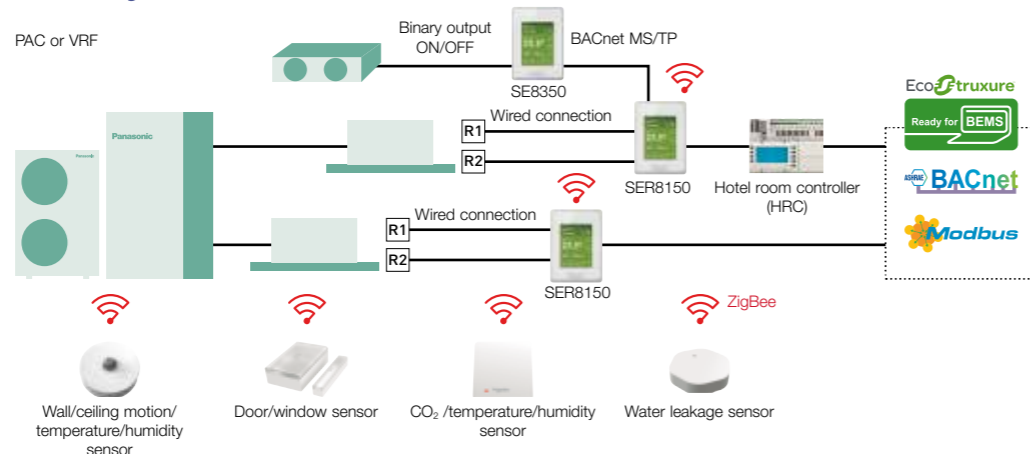 PAC or VRF
Binary output
ON/OFF
BACnet MS/TP
SE8350
Panasonic
Panasonic
R1
Wired connection
R2
SER8150
Hotel room controller
(HRC)
EcoStruxure
Ready for BEMS
ASHRAE BACnet
Modbus
Wired connection
R1
R2
SER8150
ZigBee
Wall/ceiling motion/
temperature/humidity
sensor
Door/window sensor
CO₂ /temperature/humidity
sensor
Water leakage sensor